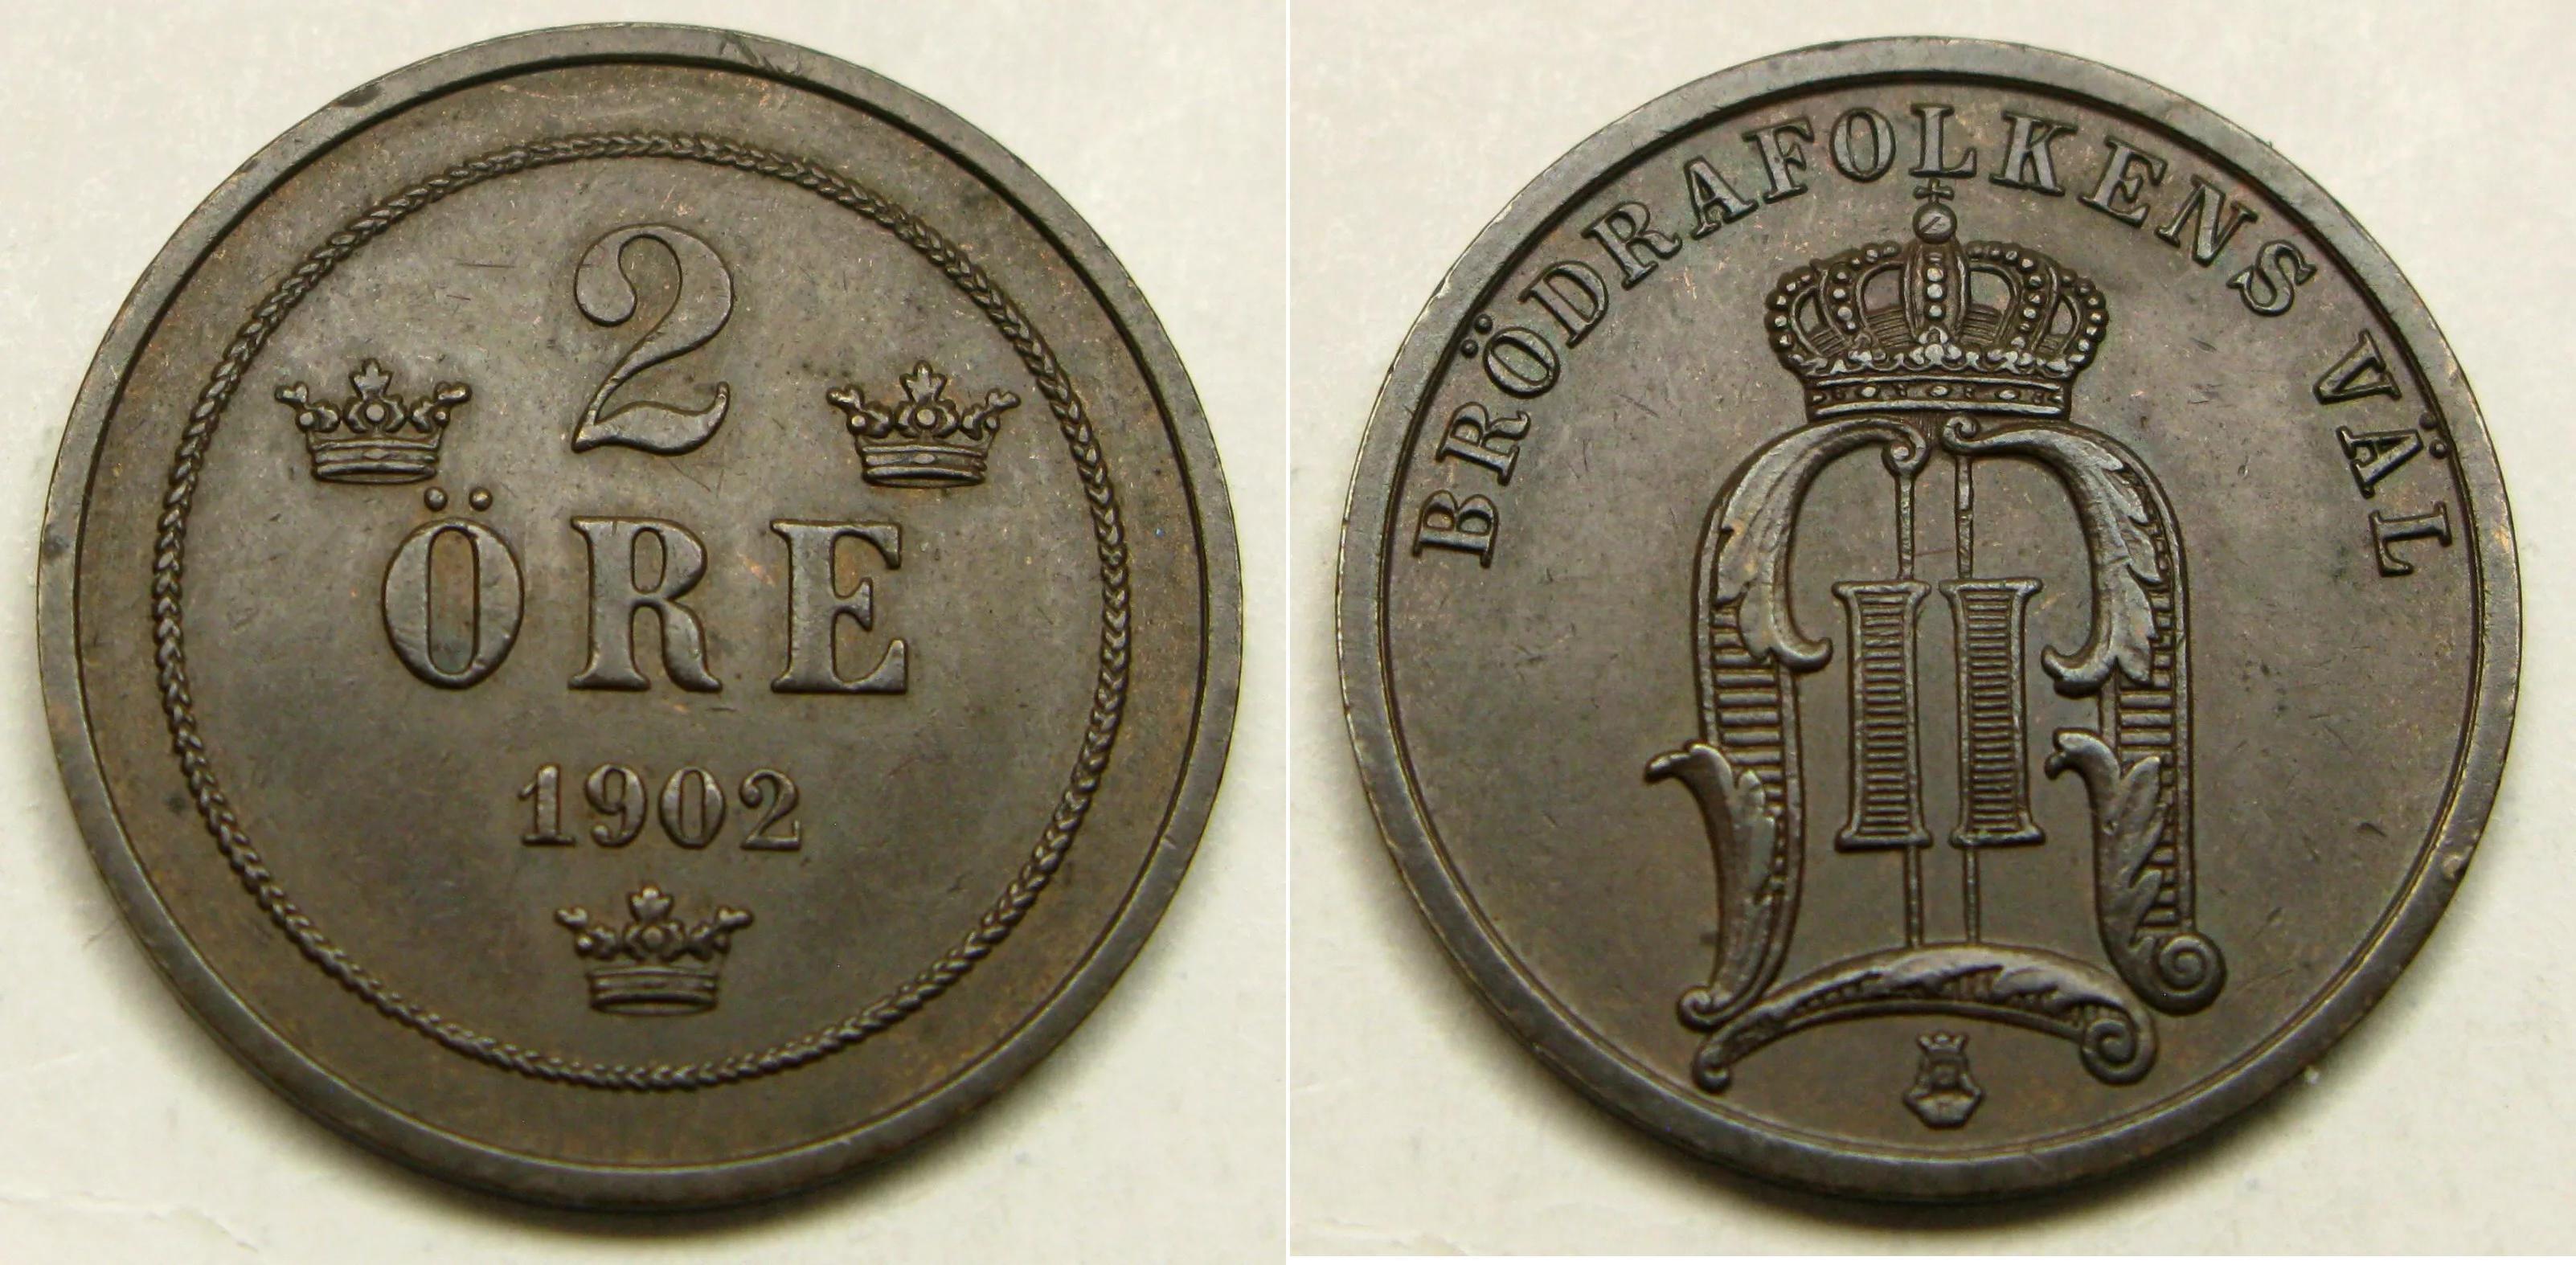 2
ÖRE
1902
BRÖDRAFOLKENS VÄL
II